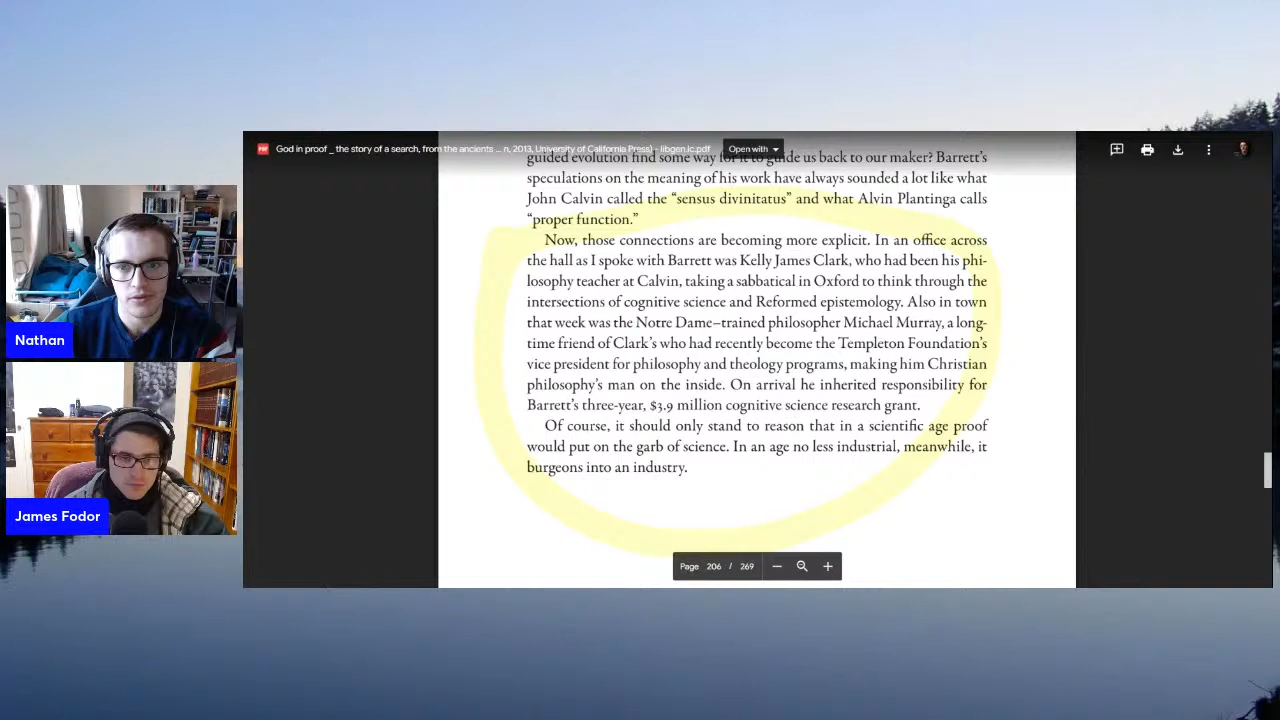 God in proof _ the story of a search, from the ancients ... n, 2013, University of California Press) - libgen.lc.pdf
Open with
guided evolution find some way for it to guide us back to our maker? Barrett's
speculations on the meaning of his work have always sounded a lot like what
John Calvin called the “sensus divinitatus” and what Alvin Plantinga calls
“proper function.”
Now, those connections are becoming more explicit. In an office across
the hall as I spoke with Barrett was Kelly James Clark, who had been his phi-
losophy teacher at Calvin, taking a sabbatical in Oxford to think through the
intersections of cognitive science and Reformed epistemology. Also in town
that week was the Notre Dame–trained philosopher Michael Murray, a long-
time friend of Clark's who had recently become the Templeton Foundation's
vice president for philosophy and theology programs, making him Christian
philosophy's man on the inside. On arrival he inherited responsibility for
Barrett's three-year, $3.9 million cognitive science research grant.
Of course, it should only stand to reason that in a scientific age proof
would put on the garb of science. In an age no less industrial, meanwhile, it
burgeons into an industry.
Page 206 / 269
Nathan
James Fodor